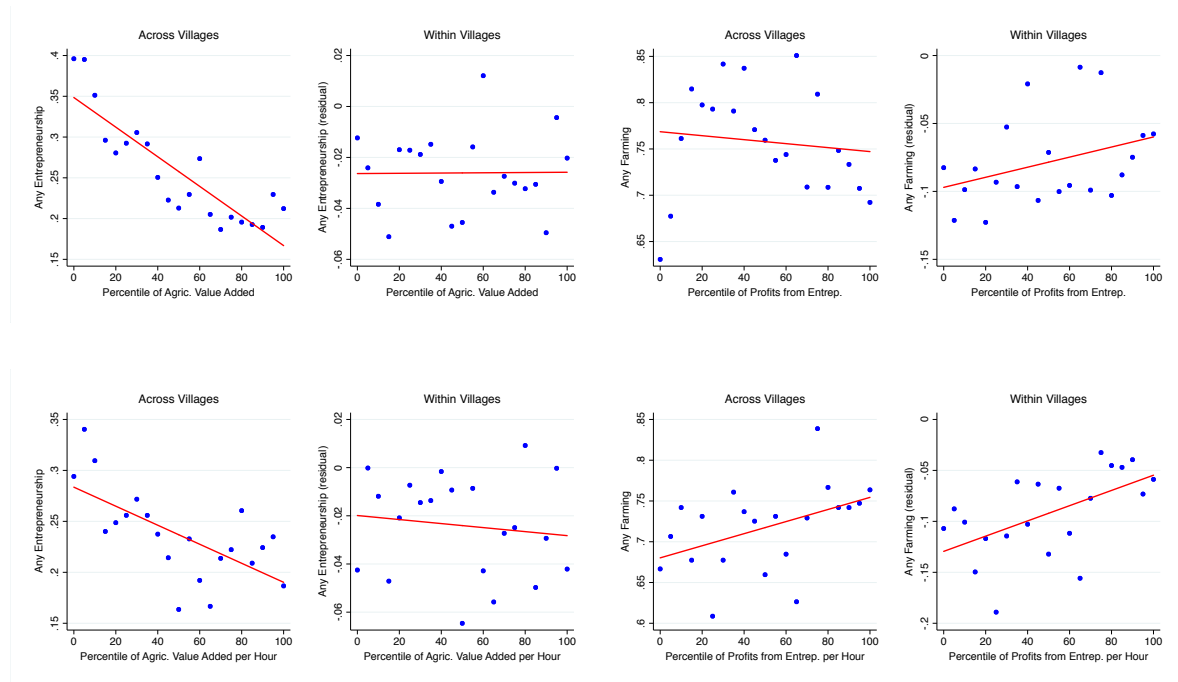 Across Villages
Any Entrepreneurship
.4
.35
.3
.25
.2
.15
0 20 40 60 80 100
Percentile of Agric. Value Added
Within Villages
Any Entrepreneurship (residual)
.02
0
-.02
-.04
-.06
0 20 40 60 80 100
Percentile of Agric. Value Added
Across Villages
Any Farming
.85
.8
.75
.7
.65
0 20 40 60 80 100
Percentile of Profits from Entrep.
Within Villages
Any Farming (residual)
0
-.05
-.1
-.15
0 20 40 60 80 100
Percentile of Profits from Entrep.
Across Villages
Any Entrepreneurship
.35
.3
.25
.2
.15
0 20 40 60 80 100
Percentile of Agric. Value Added per Hour
Within Villages
Any Entrepreneurship (residual)
.02
0
-.02
-.04
-.06
0 20 40 60 80 100
Percentile of Agric. Value Added per Hour
Across Villages
Any Farming
.85
.8
.75
.7
.65
.6
0 20 40 60 80 100
Percentile of Profits from Entrep. per Hour
Within Villages
Any Farming (residual)
0
-.05
-.1
-.15
-.2
0 20 40 60 80 100
Percentile of Profits from Entrep. per Hour